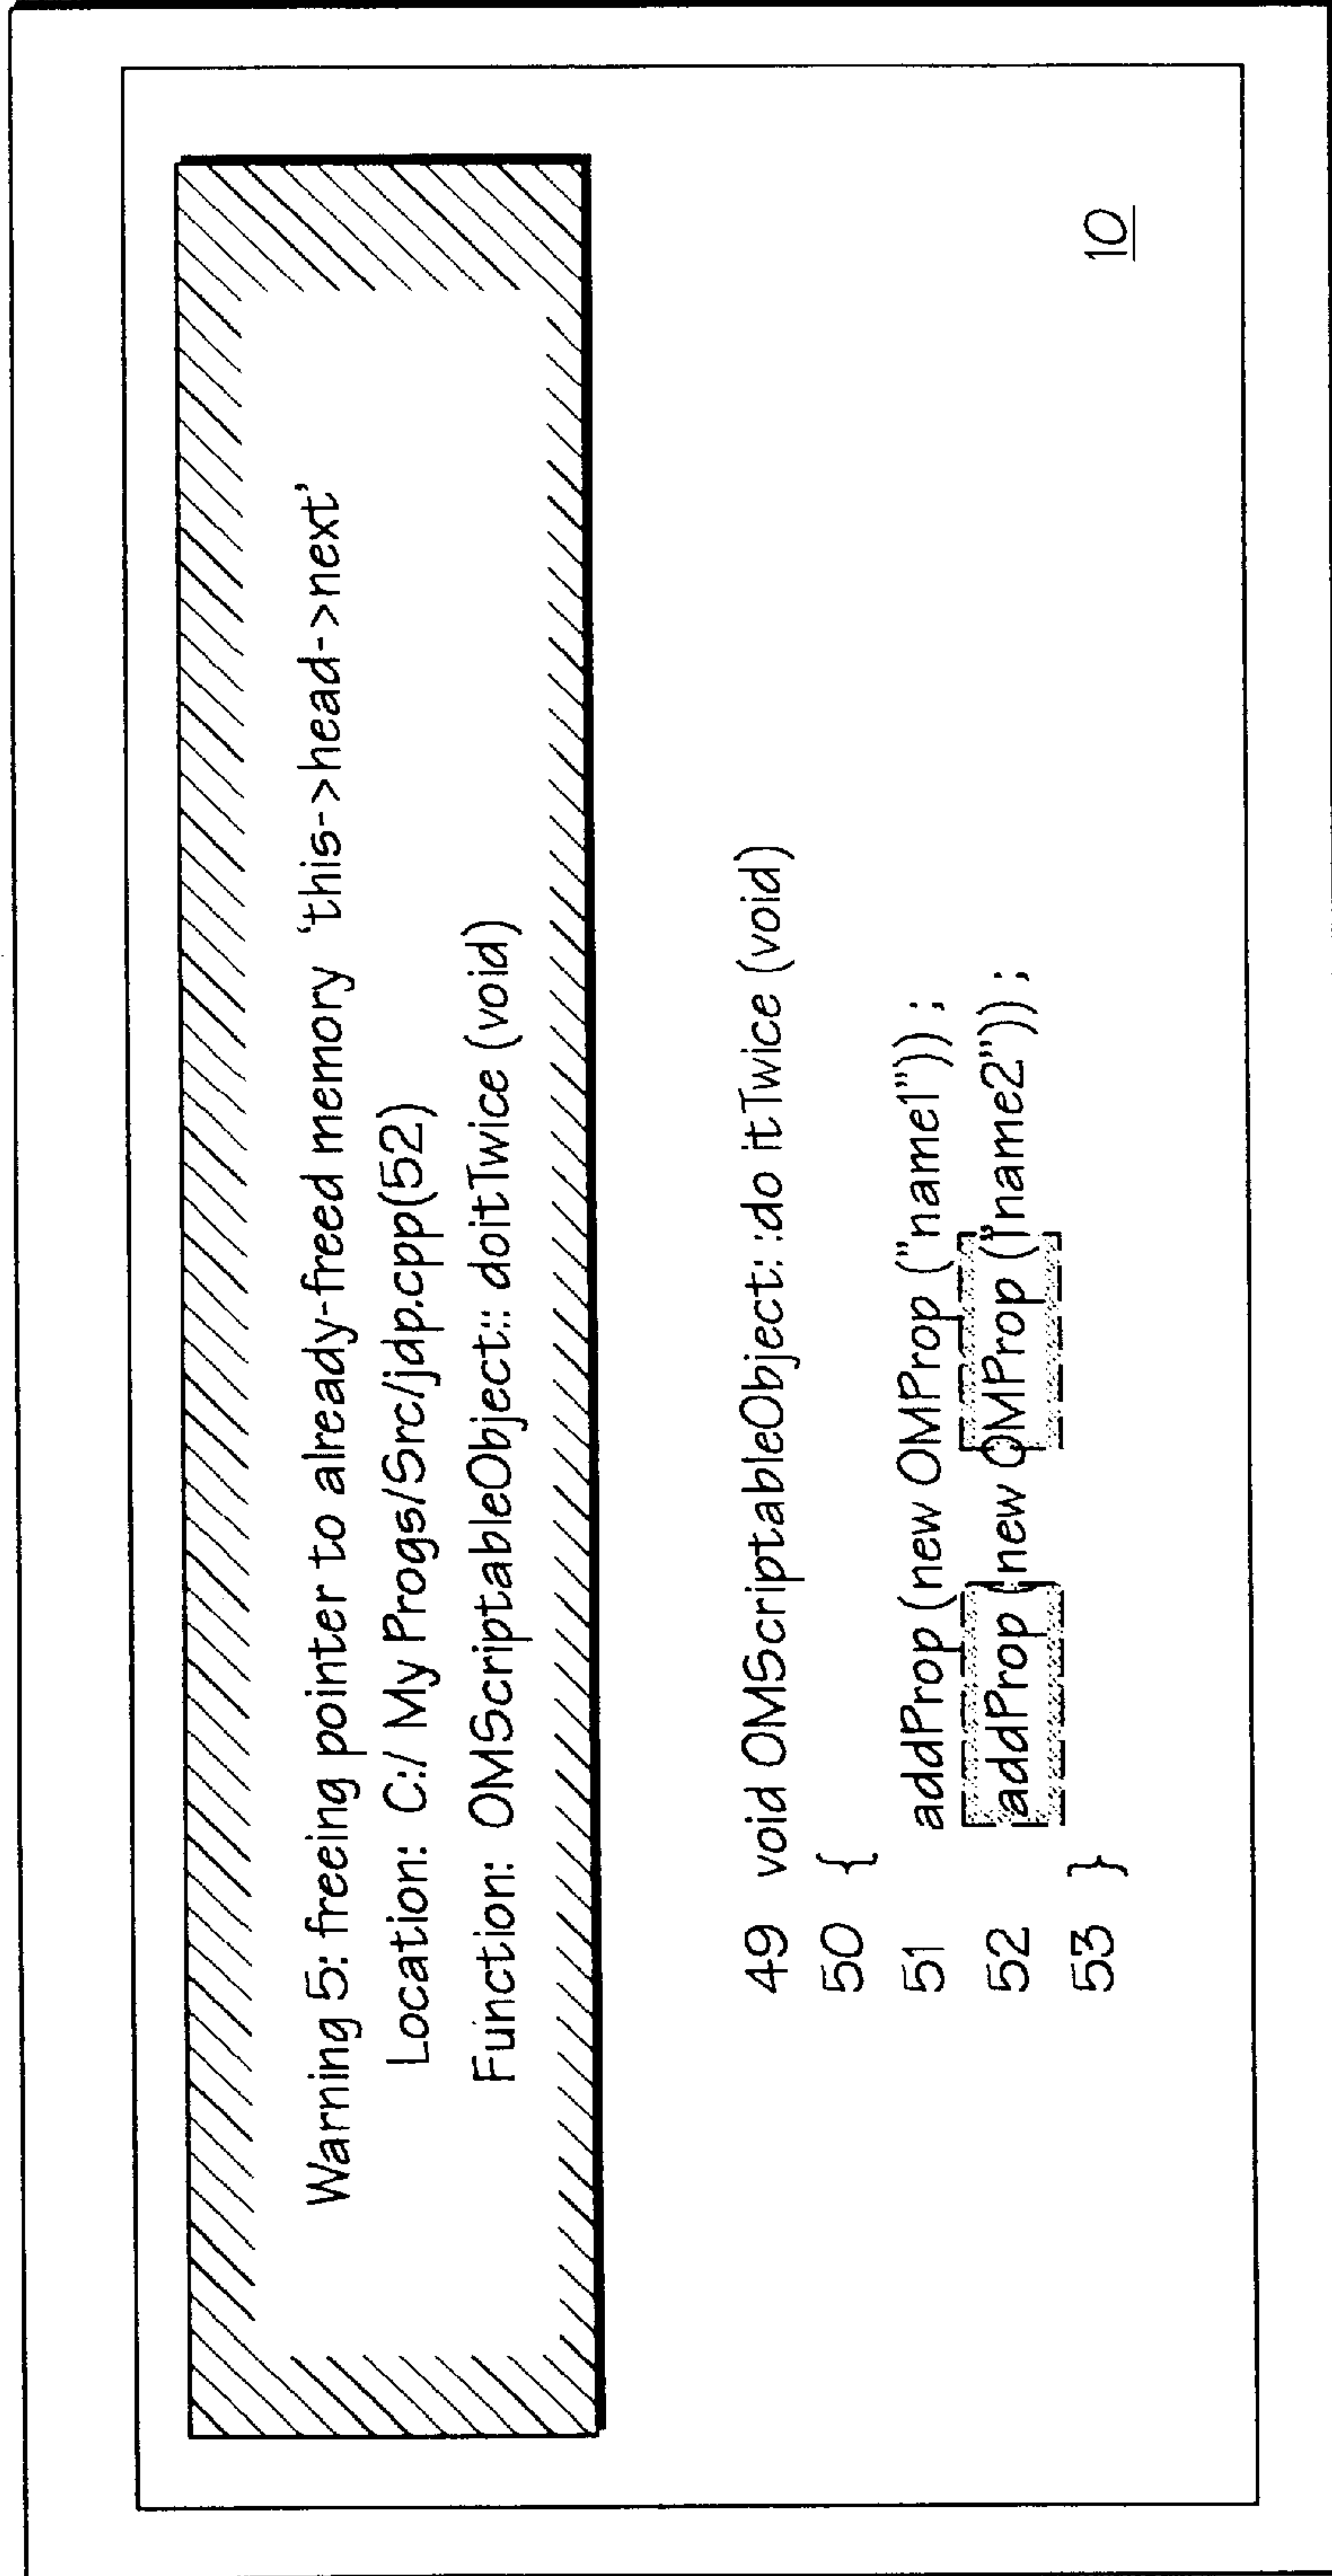 Warning 5: freeing pointer to already-freed memory ‘this->head->next’
Location: C:/ My Progs/Src/jdp.cpp(52)
Function: OMScriptableObject:: doitTwice (void)
49 void OMScriptableObject: :do itTwice (void)
50 {
51 addProp (new OMProp ("name1")) ;
52 addProp (new OMProp ("name2")) ;
53 }
10